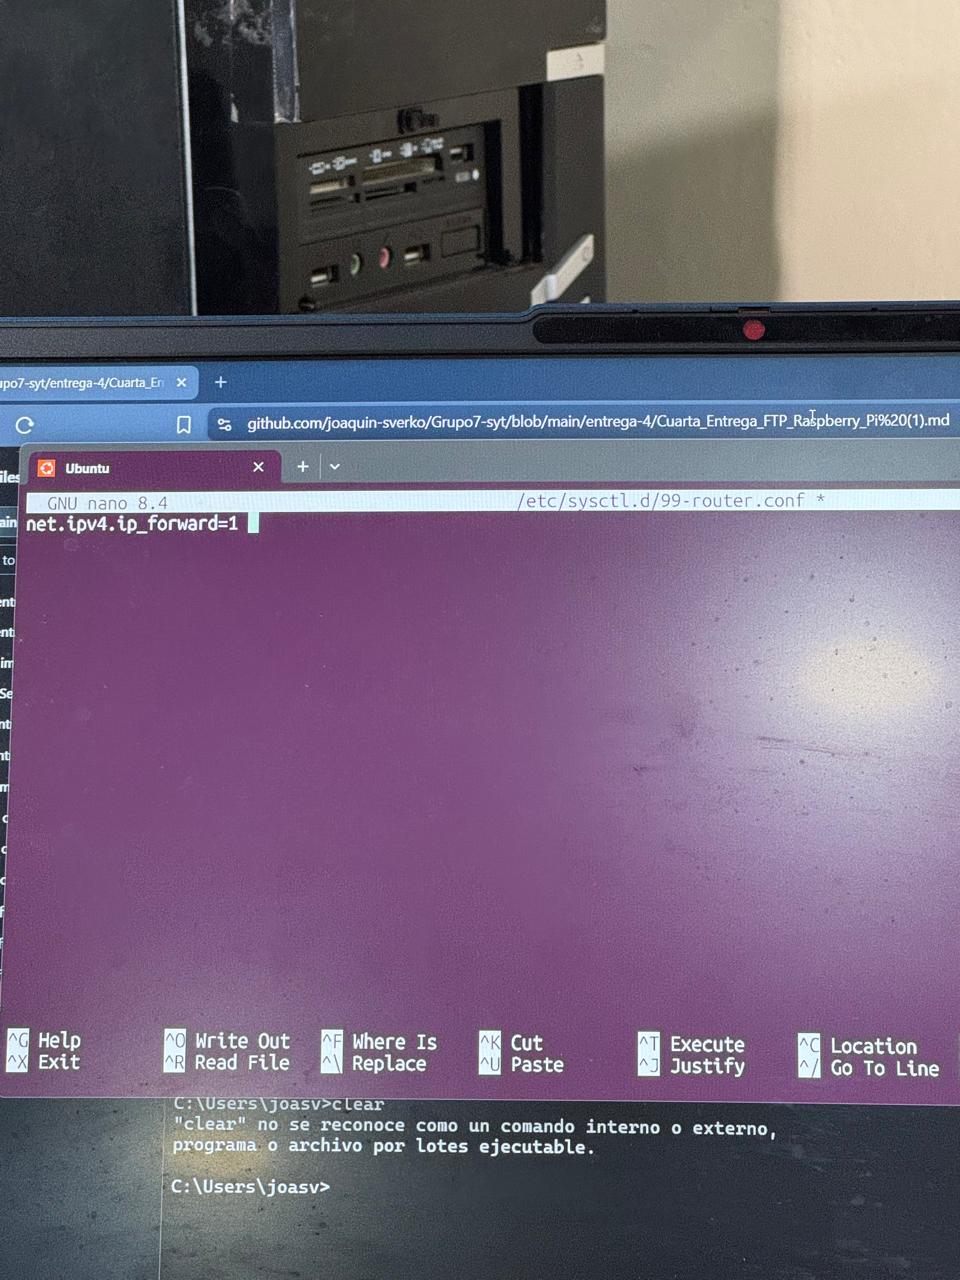 upo7-syt/entrega-4/Cuarta_En
github.com/joaquin-sverko/Grupo7-syt/blob/main/entrega-4/Cuarta_Entrega_FTP_Raspberry_Pi%20(1).md
Ubuntu
GNU nano 8.4 /etc/sysctl.d/99-router.conf *
net.ipv4.ip_forward=1
^G Help ^O Write Out ^F Where Is ^K Cut ^T Execute ^C Location
^X Exit ^R Read File ^\ Replace ^U Paste ^J Justify ^/ Go To Line
C:\Users\joasv>clear
"clear" no se reconoce como un comando interno o externo,
programa o archivo por lotes ejecutable.
C:\Users\joasv>